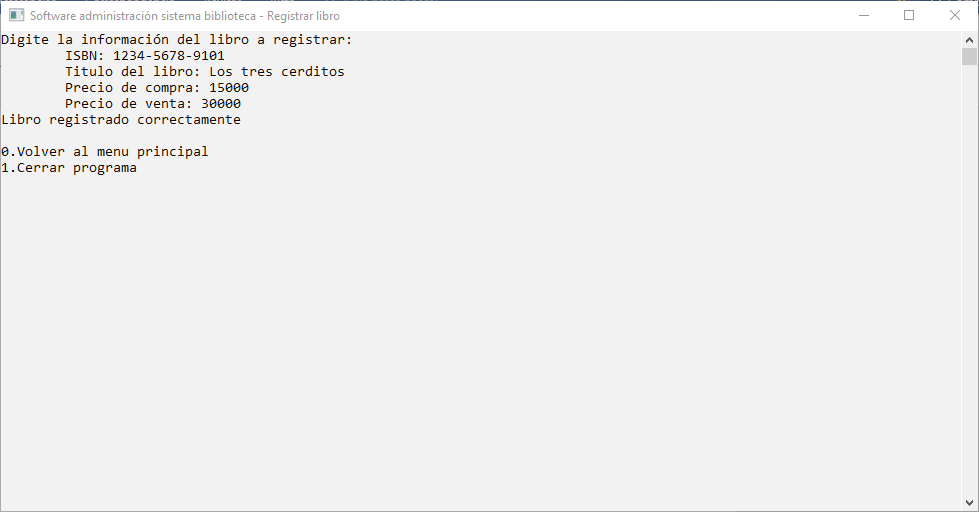 Software administración sistema biblioteca - Registrar libro
Digite la información del libro a registrar:
ISBN: 1234-5678-9101
Titulo del libro: Los tres cerditos
Precio de compra: 15000
Precio de venta: 30000
Libro registrado correctamente
0.Volver al menu principal
1.Cerrar programa